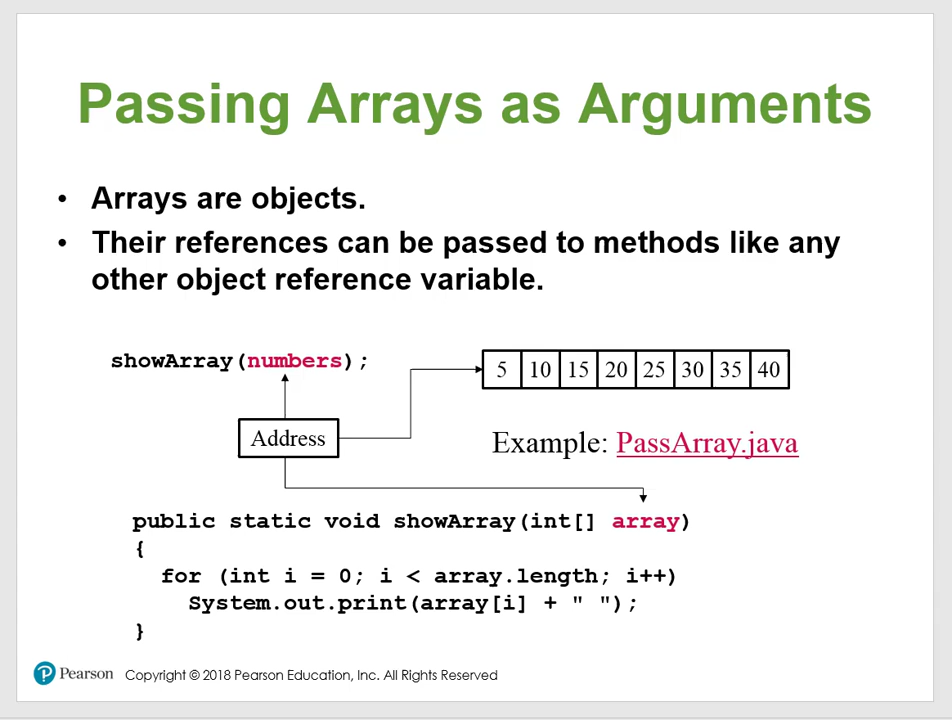 Passing Arrays as Arguments
• Arrays are objects.
• Their references can be passed to methods like any
other object reference variable.
showArray(numbers);
5 10 15 20 25 30 35 40
Address
Example: PassArray.java
public static void showArray(int[] array)
{
for (int i = 0; i < array.length; i++)
System.out.print(array[i] + " ");
}
P Pearson Copyright © 2018 Pearson Education, Inc. All Rights Reserved